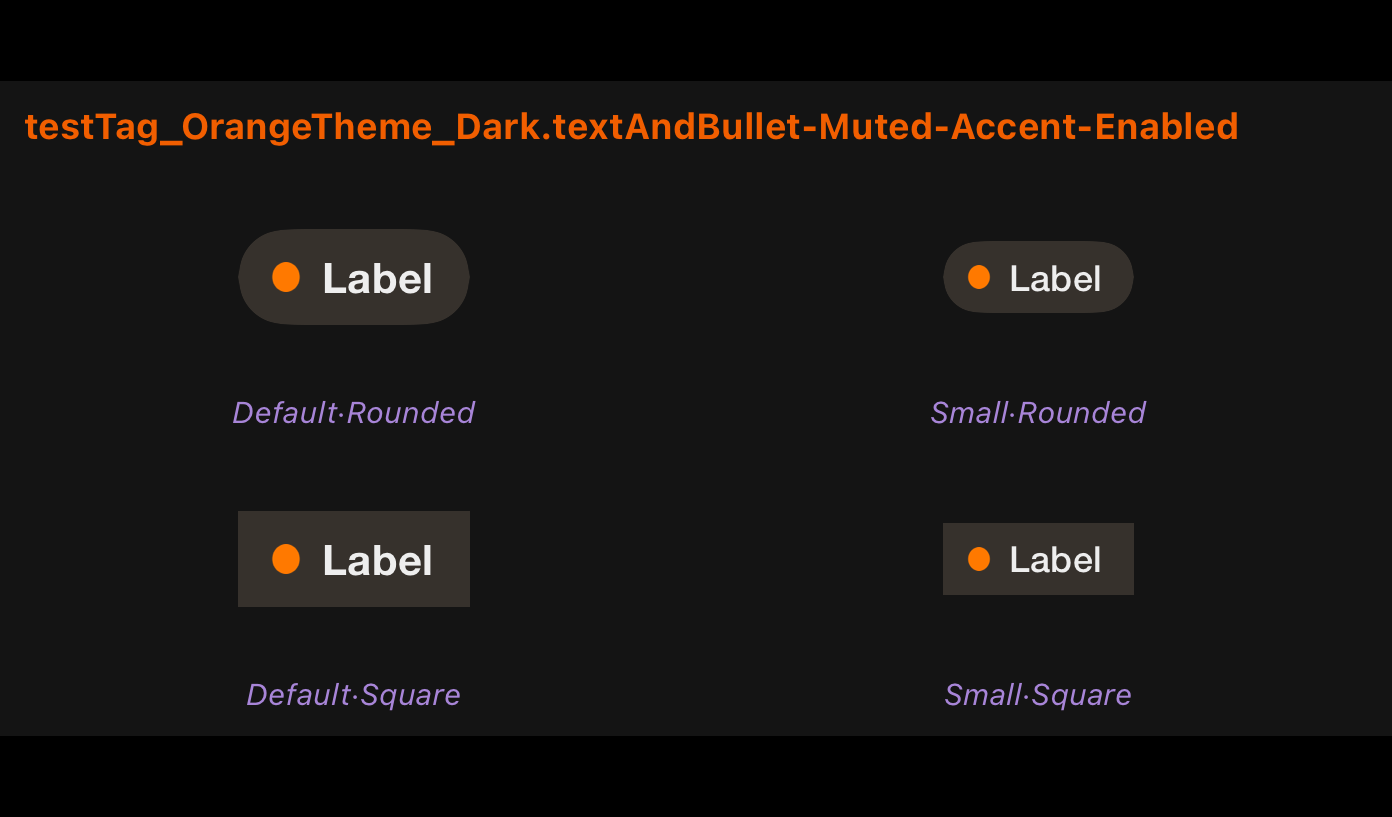 testTag_OrangeTheme_Dark.textAndBullet-Muted-Accent-Enabled
Label
Label
Default·Rounded
Small·Rounded
Label
Label
Default·Square
Small·Square